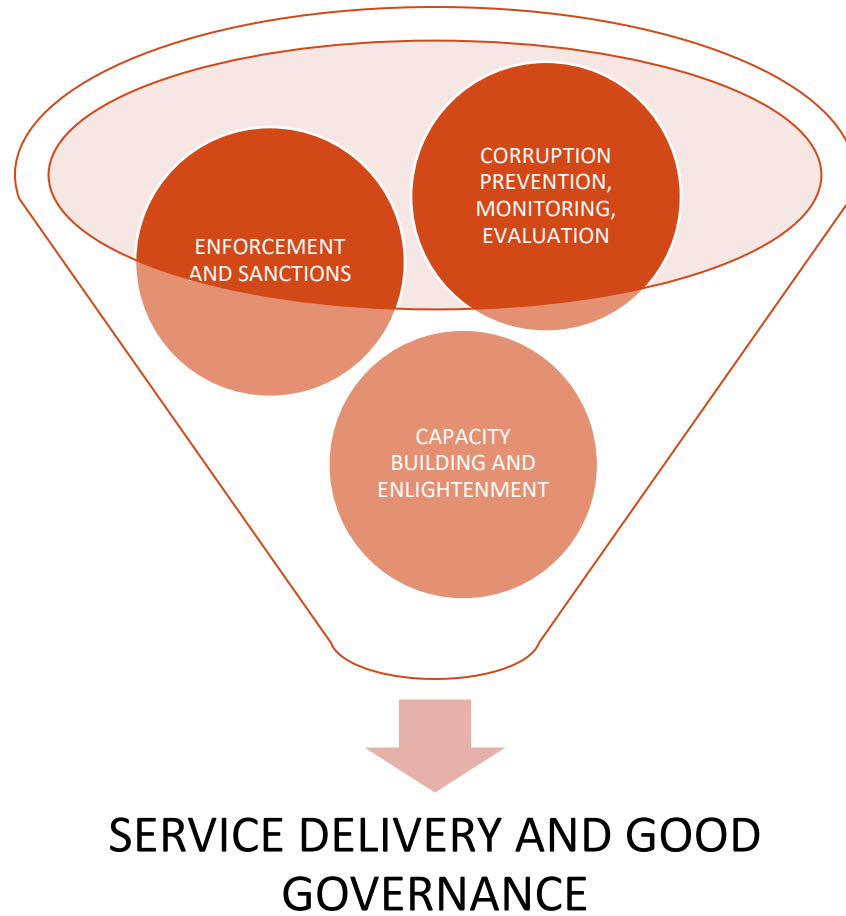 CORRUPTION
PREVENTION,
MONITORING,
EVALUATION
ENFORCEMENT
AND SANCTIONS
CAPACITY
BUILDING AND
ENLIGHTENMENT
SERVICE DELIVERY AND GOOD
GOVERNANCE